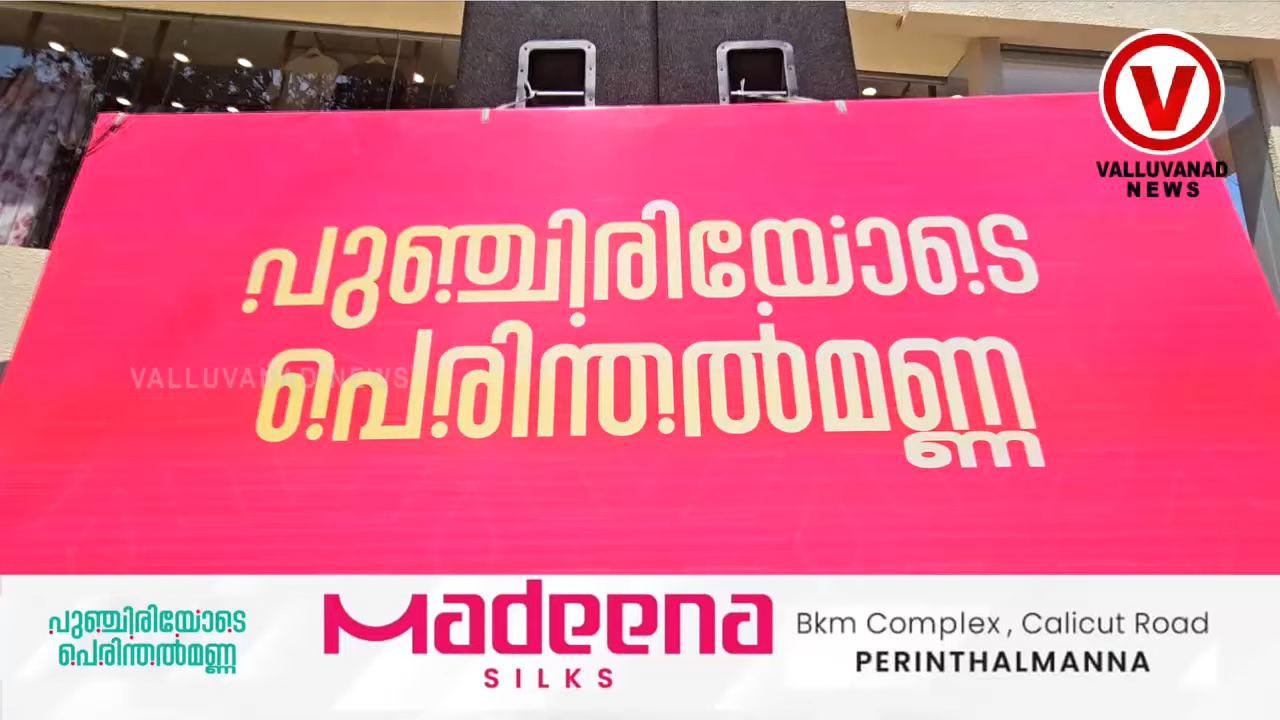 V
VALLUVANAD
NEWS
പുഞ്ചിരിയോടെ
പെരിന്തൽമണ്ണ
VALLUVANAD NEWS
പുഞ്ചിരിയോടെ
പെരിന്തൽമണ്ണ
Madeena
SILKS
Bkm Complex, Calicut Road
PERINTHALMANNA